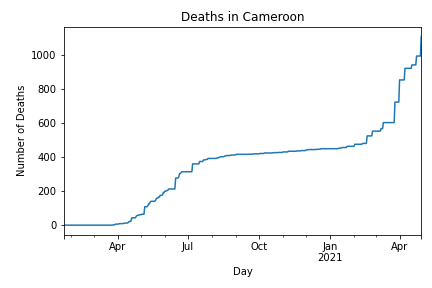 Deaths in Cameroon
Number of Deaths
1000
800
600
400
200
0
Apr
Jul
Oct
Jan
2021
Apr
Day